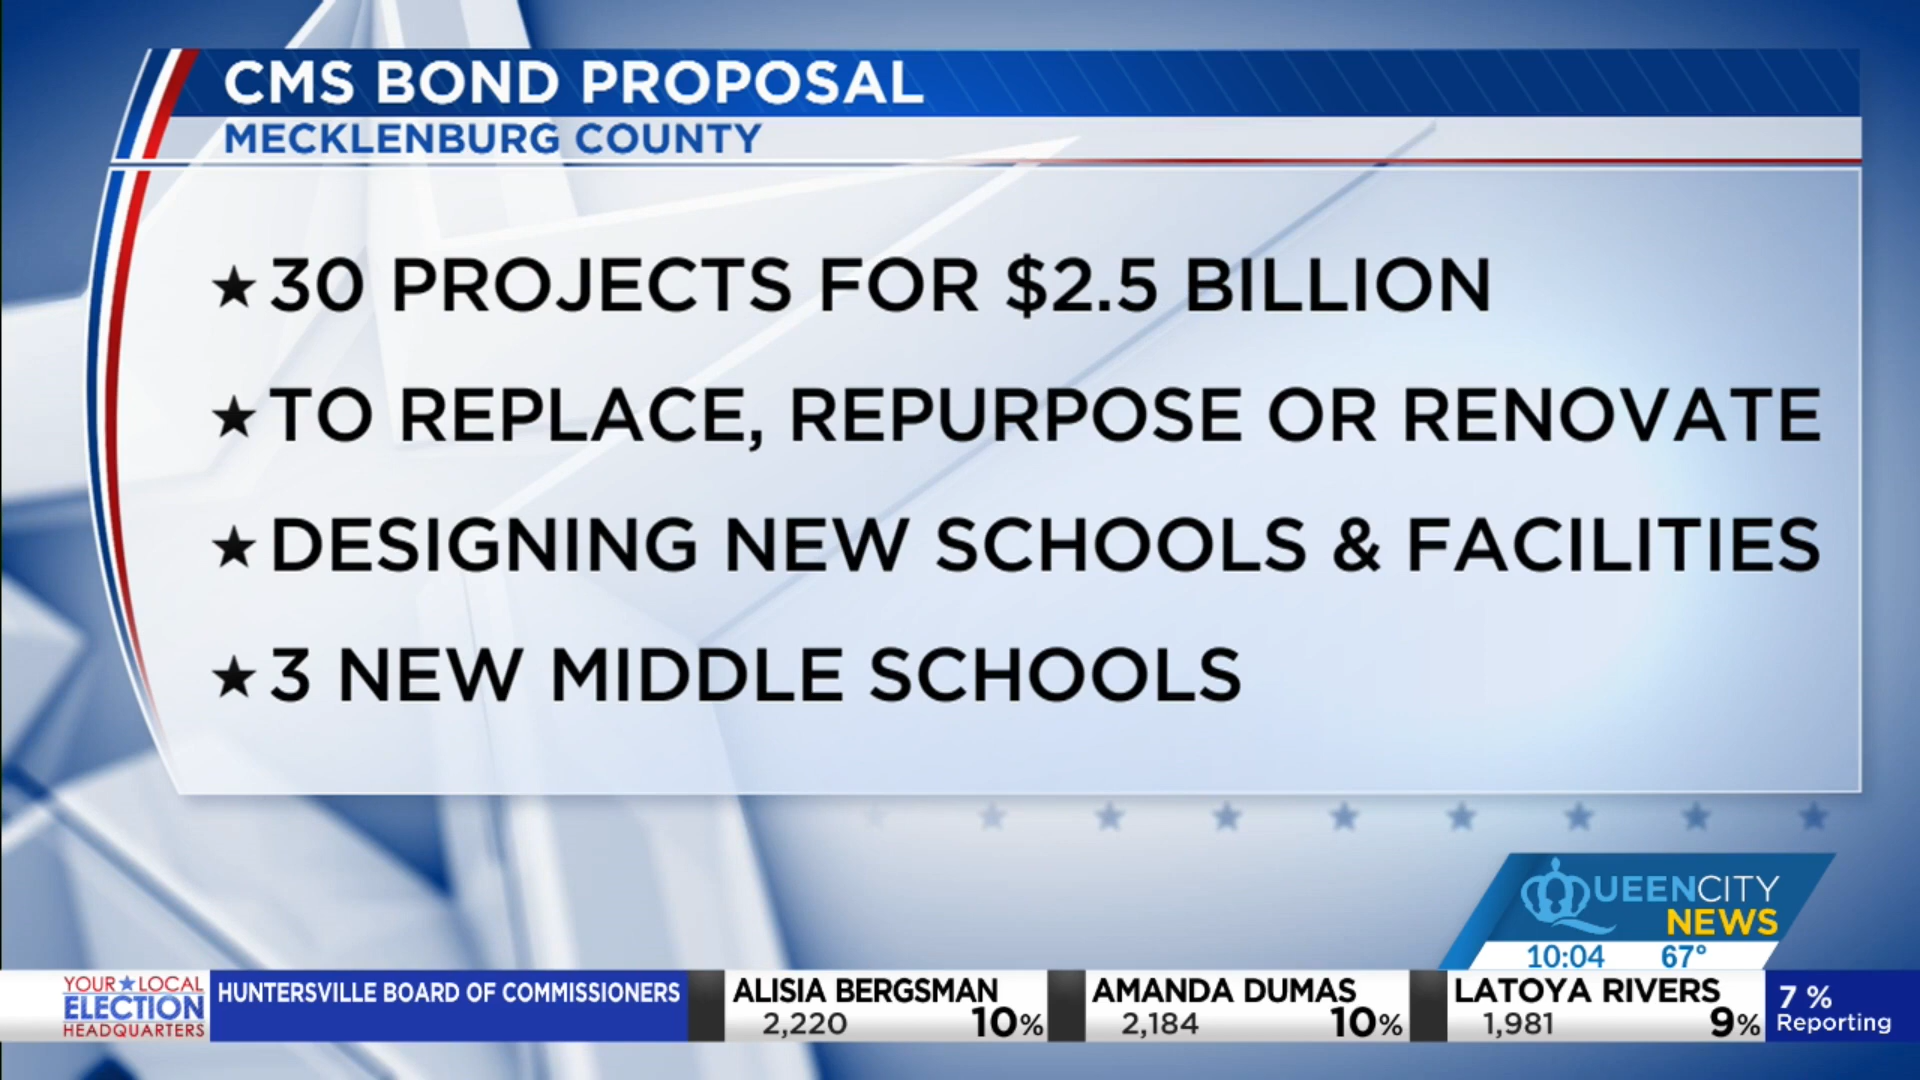 CMS BOND PROPOSAL
MECKLENBURG COUNTY
★ 30 PROJECTS FOR $2.5 BILLION
★ TO REPLACE, REPURPOSE OR RENOVATE
★ DESIGNING NEW SCHOOLS & FACILITIES
★ 3 NEW MIDDLE SCHOOLS
QUEEN CITY
NEWS
10:04 67°
YOUR★LOCAL
ELECTION
HEADQUARTERS
HUNTERSVILLE BOARD OF COMMISSIONERS
ALISIA BERGSMAN
2,220 10%
AMANDA DUMAS
2,184 10%
LATOYA RIVERS
1,981 9%
7 %
Reporting